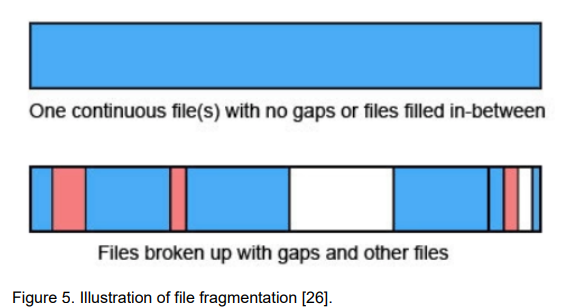 One continuous file(s) with no gaps or files filled in-between
Files broken up with gaps and other files
Figure 5. Illustration of file fragmentation [26].